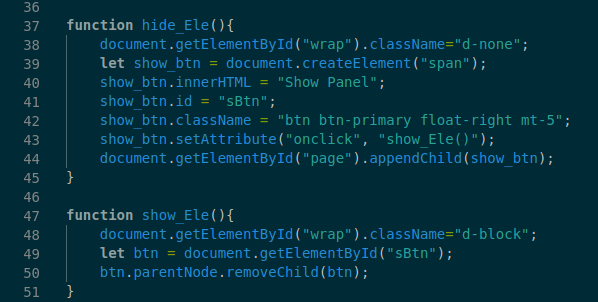 36
37 function hide_Ele(){
38 document.getElementById("wrap").className="d-none";
39 let show_btn = document.createElement("span");
40 show_btn.innerHTML = "Show Panel";
41 show_btn.id = "sBtn";
42 show_btn.className = "btn btn-primary float-right mt-5";
43 show_btn.setAttribute("onclick", "show_Ele()");
44 document.getElementById("page").appendChild(show_btn);
45 }
46
47 function show_Ele(){
48 document.getElementById("wrap").className="d-block";
49 let btn = document.getElementById("sBtn");
50 btn.parentNode.removeChild(btn);
51 }